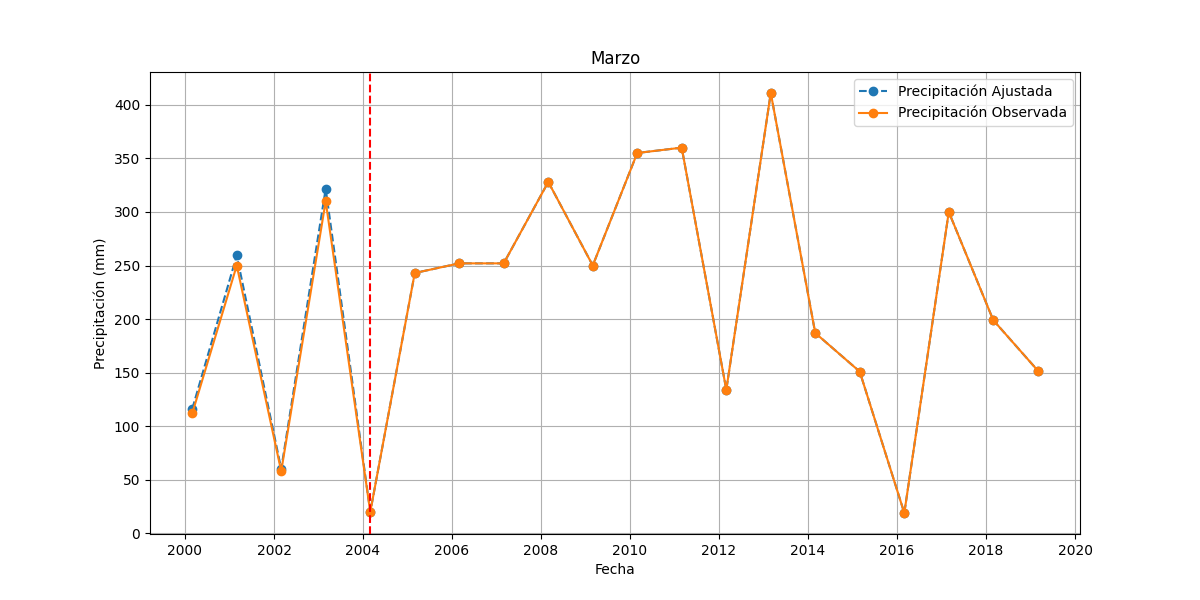 Marzo
Precipitación Ajustada
Precipitación Observada
Precipitación (mm)
400
350
300
250
200
150
100
50
0
2000 2002 2004 2006 2008 2010 2012 2014 2016 2018 2020
Fecha